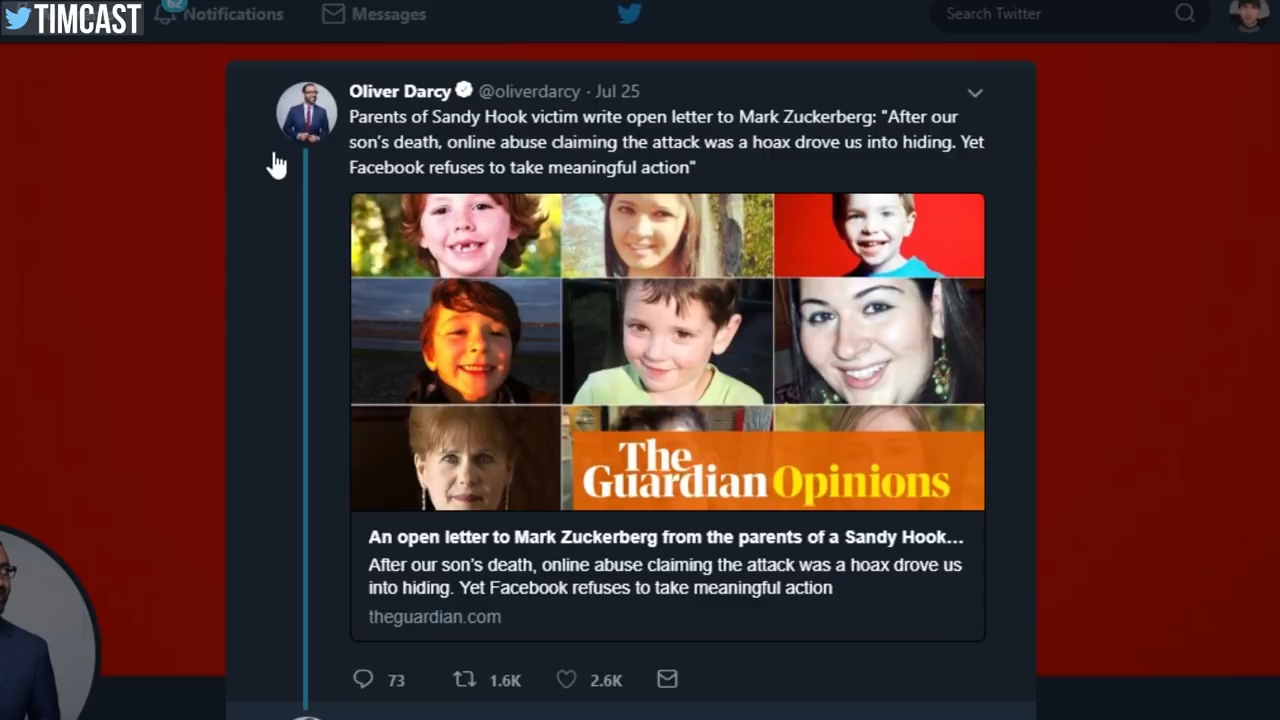 TIMCAST
62
Notifications
Messages
Search Twitter
Oliver Darcy @oliverdarcy · Jul 25
Parents of Sandy Hook victim write open letter to Mark Zuckerberg: "After our
son's death, online abuse claiming the attack was a hoax drove us into hiding. Yet
Facebook refuses to take meaningful action"
The
Guardian Opinions
An open letter to Mark Zuckerberg from the parents of a Sandy Hook...
After our son's death, online abuse claiming the attack was a hoax drove us
into hiding. Yet Facebook refuses to take meaningful action
theguardian.com
73 1.6K 2.6K